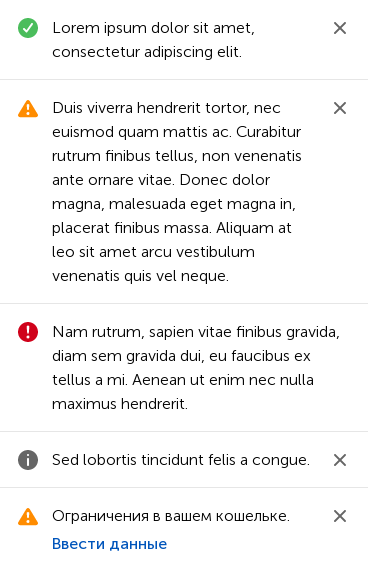 Lorem ipsum dolor sit amet,
consectetur adipiscing elit.
Duis viverra hendrerit tortor, nec
euismod quam mattis ac. Curabitur
rutrum finibus tellus, non venenatis
ante ornare vitae. Donec dolor
magna, malesuada eget magna in,
placerat finibus massa. Aliquam at
leo sit amet arcu vestibulum
venenatis quis vel neque.
Nam rutrum, sapien vitae finibus gravida,
diam sem gravida dui, eu faucibus ex
tellus a mi. Aenean ut enim nec nulla
maximus hendrerit.
Sed lobortis tincidunt felis a congue.
Ограничения в вашем кошельке.
Ввести данные